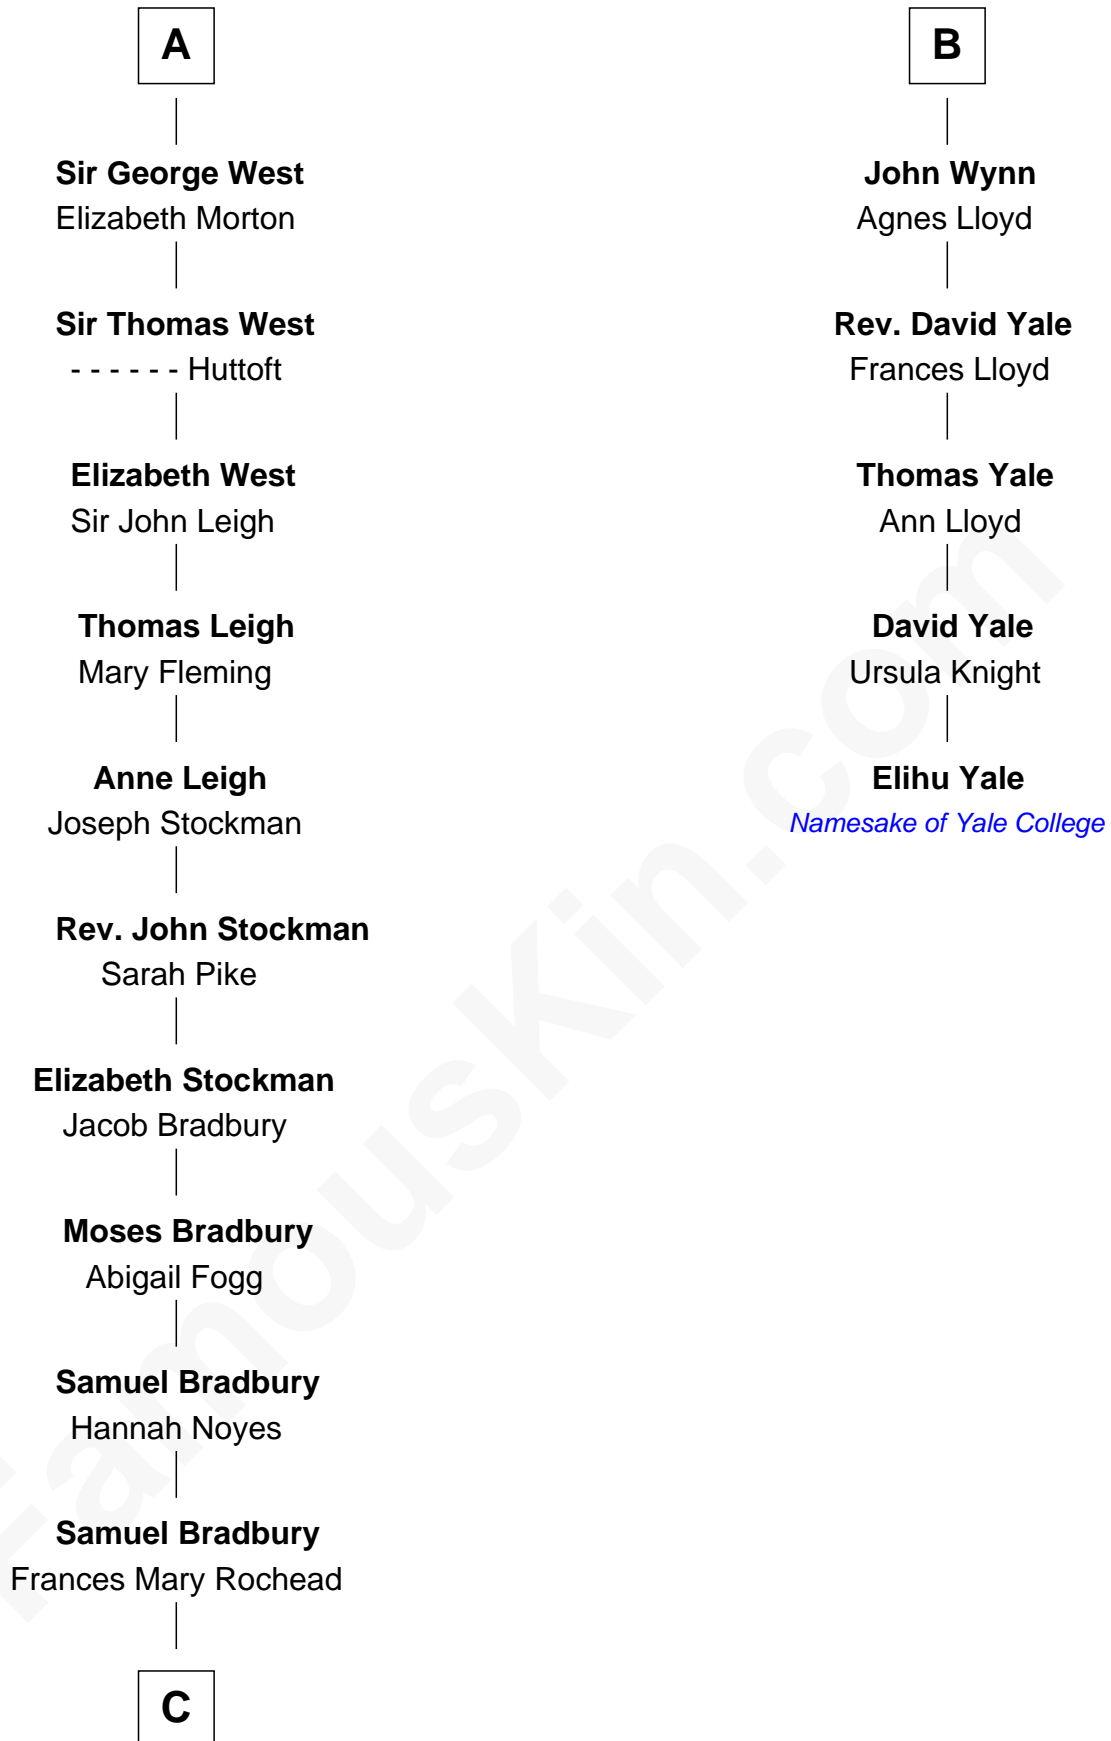 A
Sir George West
Elizabeth Morton
Sir Thomas West
- - - - - - Huttoft
Elizabeth West
Sir John Leigh
Thomas Leigh
Mary Fleming
Anne Leigh
Joseph Stockman
Rev. John Stockman
Sarah Pike
Elizabeth Stockman
Jacob Bradbury
Moses Bradbury
Abigail Fogg
Samuel Bradbury
Hannah Noyes
Samuel Bradbury
Frances Mary Rochead
C
B
John Wynn
Agnes Lloyd
Rev. David Yale
Frances Lloyd
Thomas Yale
Ann Lloyd
David Yale
Ursula Knight
Elihu Yale
Namesake of Yale College
FamousKin.com